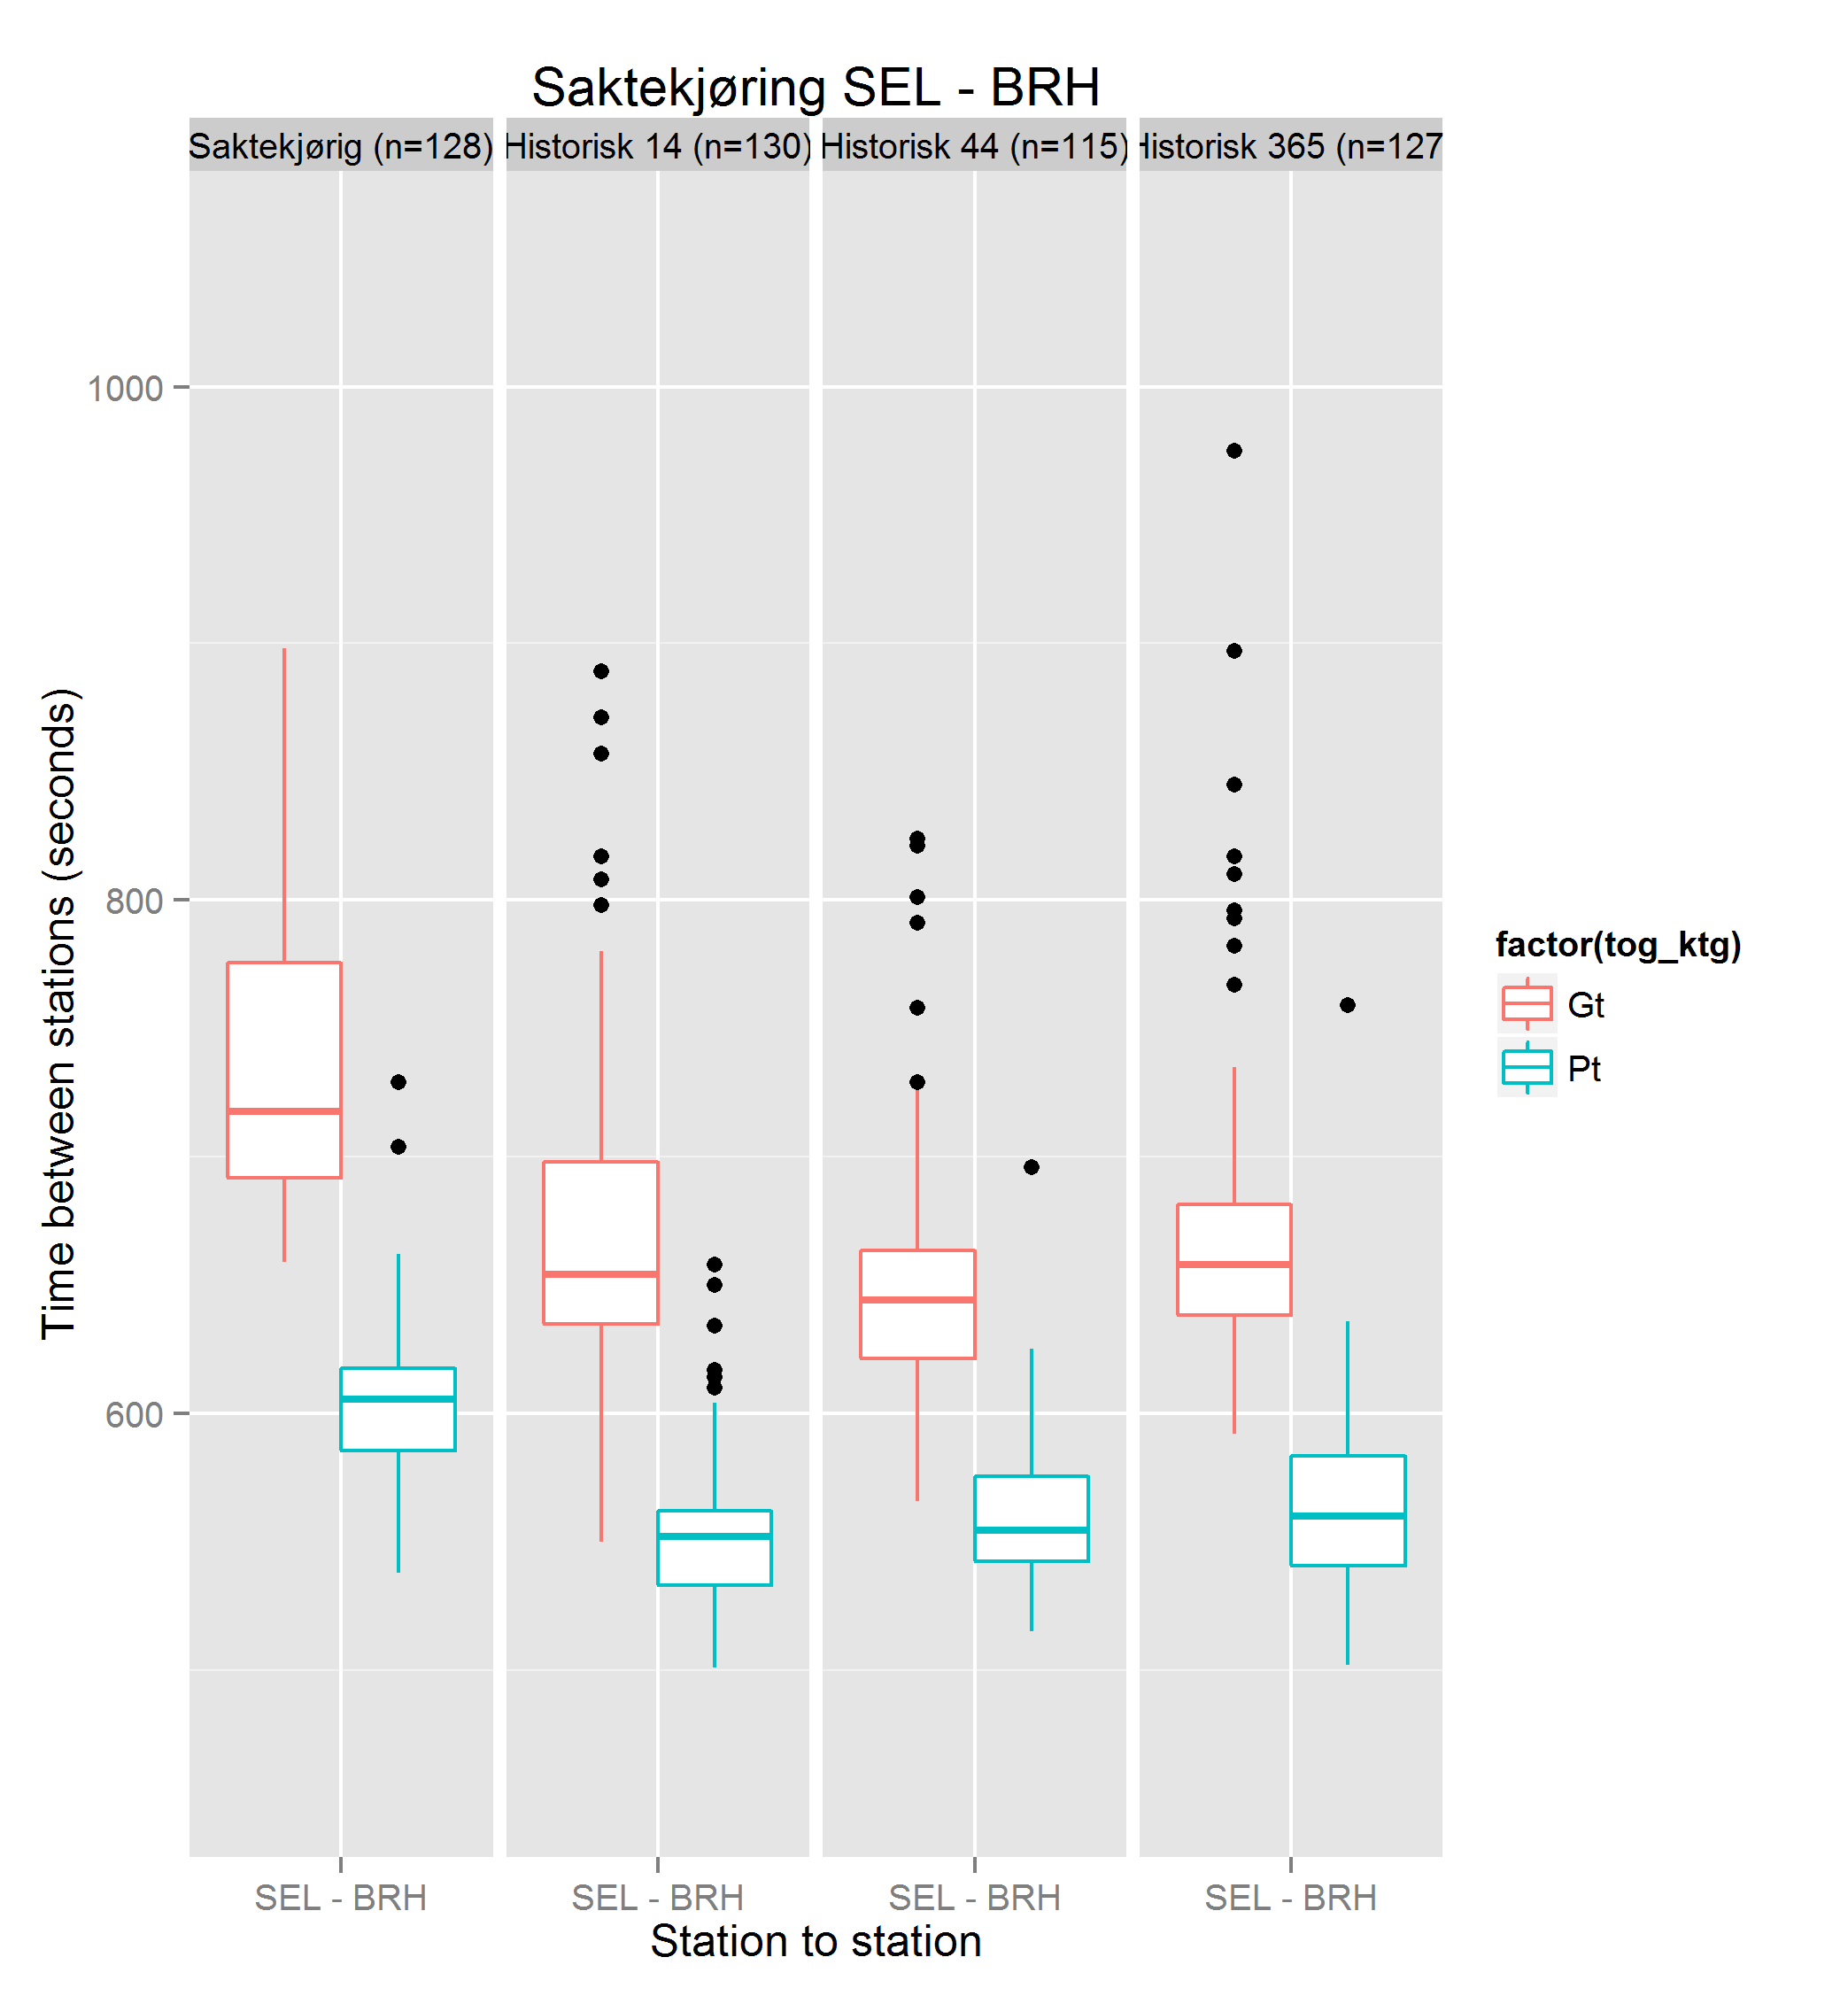 Saktekjøring SEL - BRH
Saktekjørig (n=128) Historisk 14 (n=130) Historisk 44 (n=115) Historisk 365 (n=127
1000
800
600
Time between stations (seconds)
factor(tog_ktg)
Gt
Pt
SEL - BRH SEL - BRH SEL - BRH SEL - BRH
Station to station